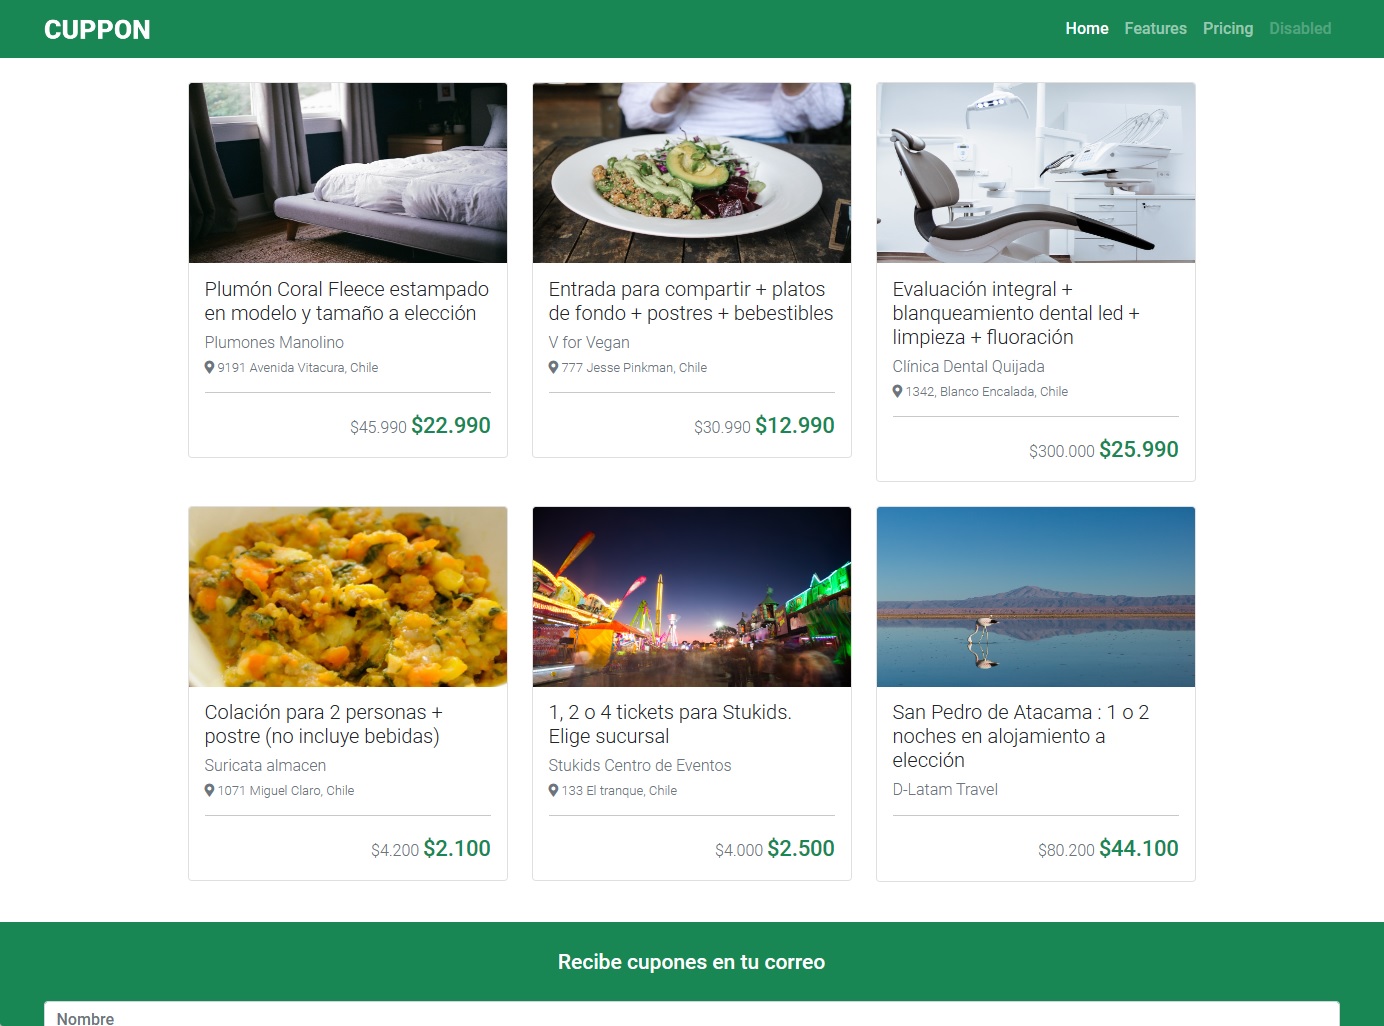 CUPPON
Home Features Pricing Disabled
Plumón Coral Fleece estampado
en modelo y tamaño a elección
Plumones Manolino
9191 Avenida Vitacura, Chile
$45.990 $22.990
Entrada para compartir + platos
de fondo + postres + bebestibles
V for Vegan
777 Jesse Pinkman, Chile
$30.990 $12.990
Evaluación integral +
blanqueamiento dental led +
limpieza + fluoración
Clínica Dental Quijada
1342, Blanco Encalada, Chile
$300.000 $25.990
Colación para 2 personas +
postre (no incluye bebidas)
Suricata almacen
1071 Miguel Claro, Chile
$4.200 $2.100
1, 2 o 4 tickets para Stukids.
Elige sucursal
Stukids Centro de Eventos
133 El tranque, Chile
$4.000 $2.500
San Pedro de Atacama : 1 o 2
noches en alojamiento a
elección
D-Latam Travel
$80.200 $44.100
Recibe cupones en tu correo
Nombre